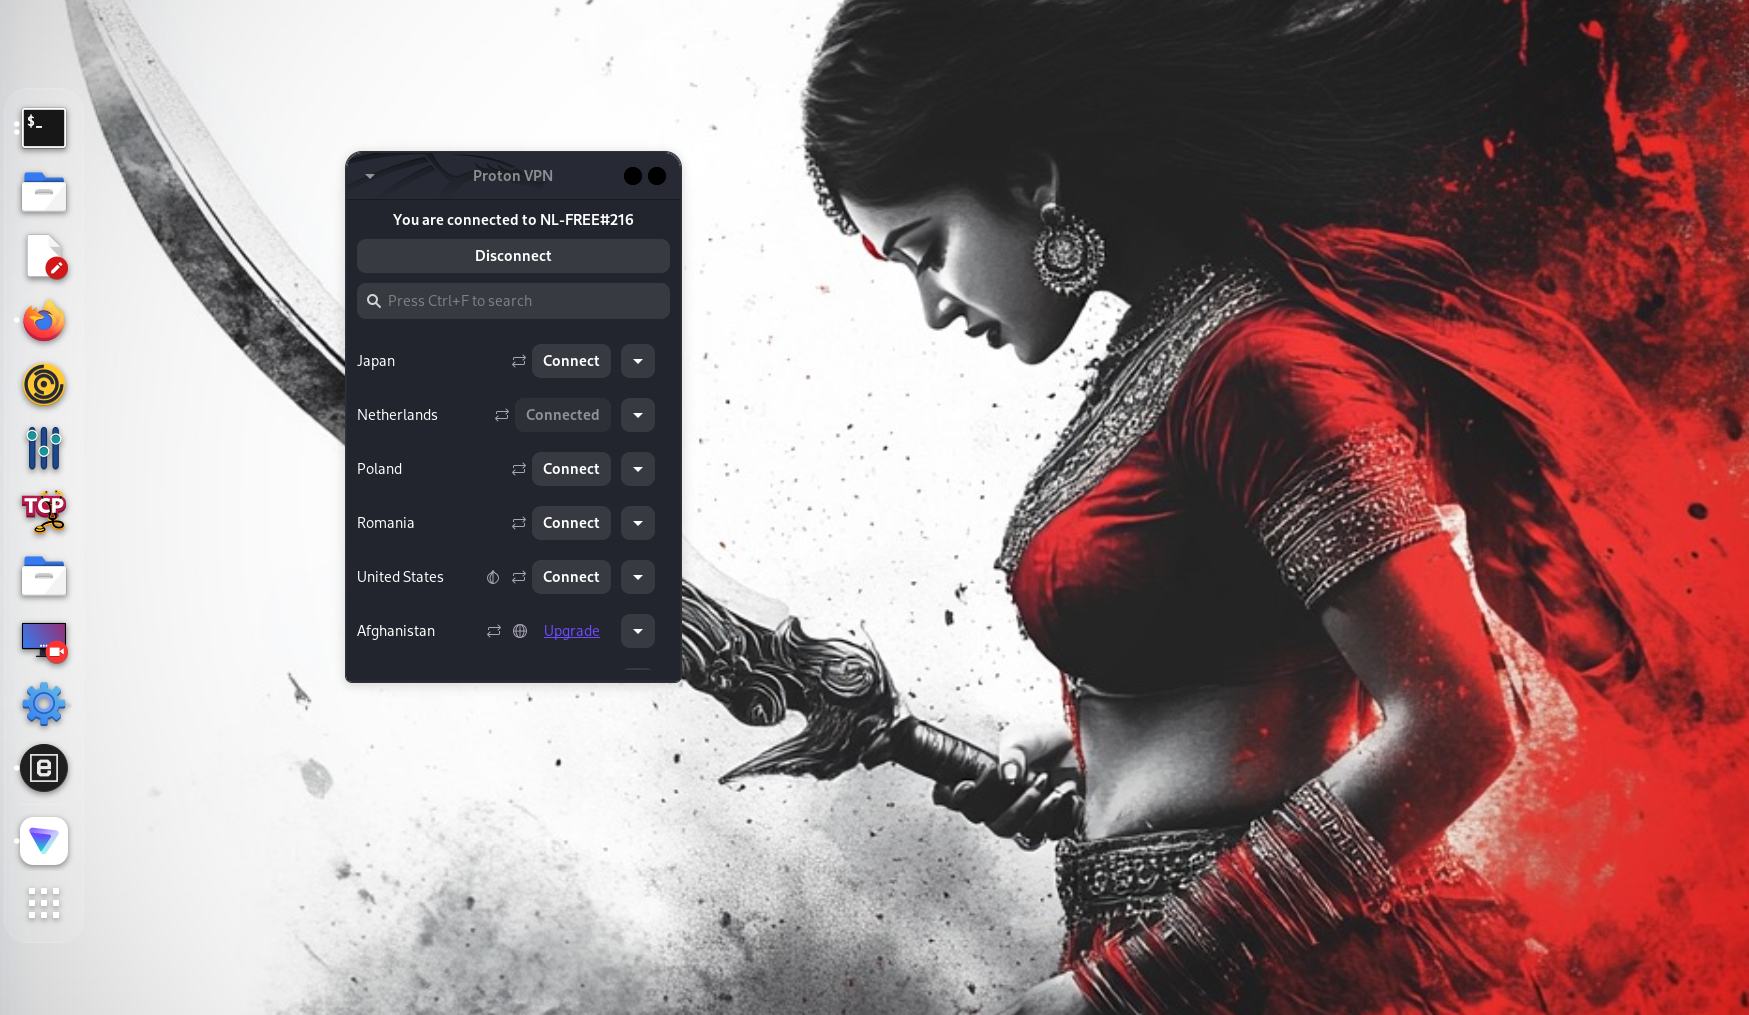 $_
TCP
Proton VPN
You are connected to NL-FREE#216
Disconnect
Press Ctrl+F to search
Japan Connect
Netherlands Connected
Poland Connect
Romania Connect
United States Connect
Afghanistan Upgrade
e